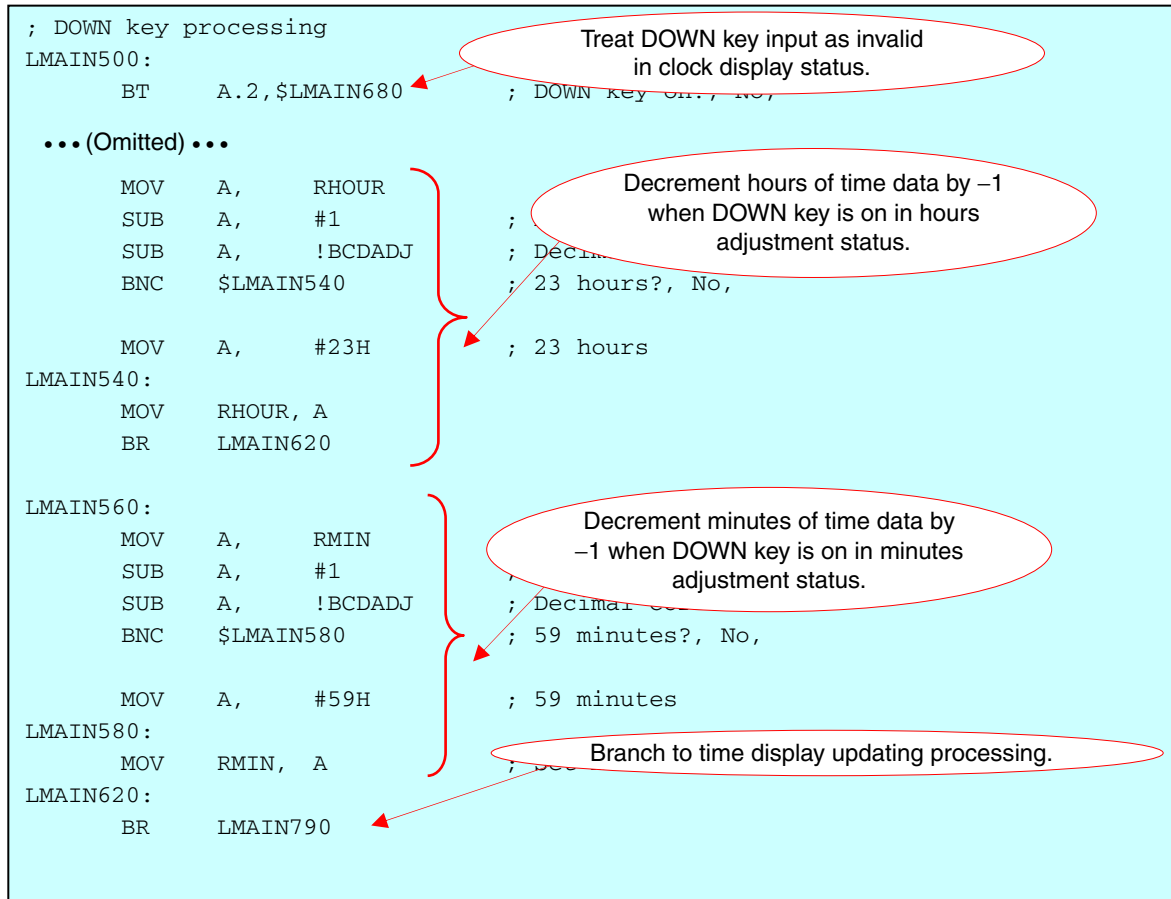 ; DOWN key processing
LMAIN500:
Treat DOWN key input as invalid
in clock display status.
BT A.2,$LMAIN680 ; DOWN key on?, No,
••• (Omitted) •••
MOV A, RHOUR
SUB A, #1 ;
SUB A, !BCDADJ ;
BNC $LMAIN540 ; 23 hours?, No,
Decrement hours of time data by −1
when DOWN key is on in hours
adjustment status.
MOV A, #23H ; 23 hours
LMAIN540:
MOV RHOUR, A
BR LMAIN620
LMAIN560:
MOV A, RMIN
SUB A, #1 ;
SUB A, !BCDADJ ; Decimal
BNC $LMAIN580 ; 59 minutes?, No,
Decrement minutes of time data by
−1 when DOWN key is on in minutes
adjustment status.
MOV A, #59H ; 59 minutes
LMAIN580:
MOV RMIN, A ;
Branch to time display updating processing.
LMAIN620:
BR LMAIN790